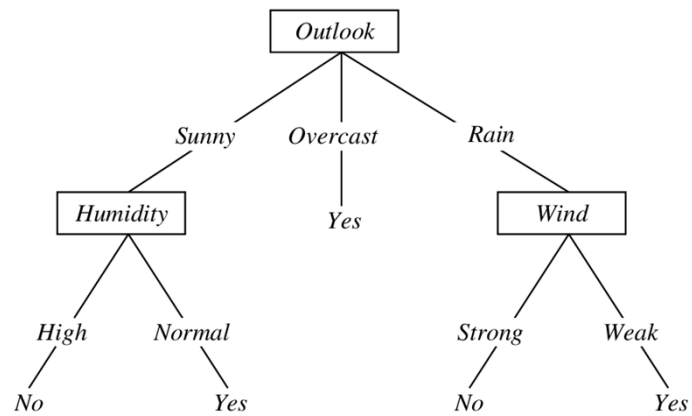 Outlook
Sunny Overcast Rain
Humidity Yes Wind
High Normal Strong Weak
No Yes No Yes